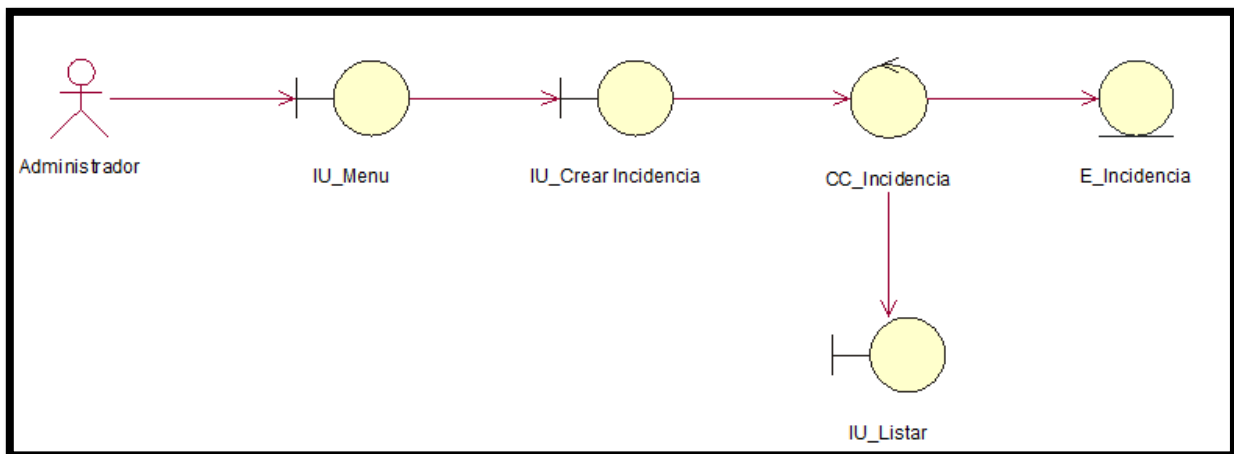 Administrador
IU_Menu
IU_Crear Incidencia
CC_Incidencia
E_Incidencia
IU_Listar